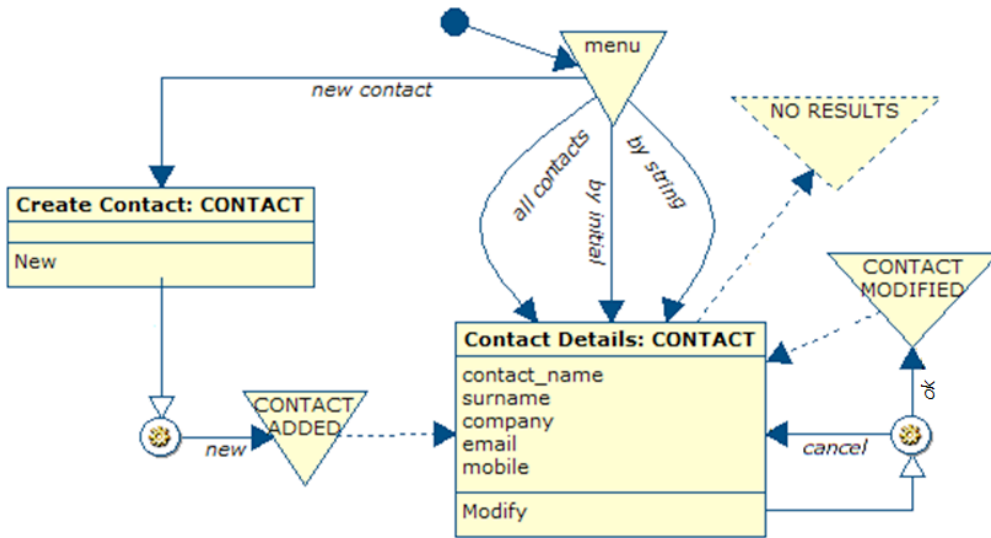 menu
new contact
NO RESULTS
all contacts
by initial
by string
Create Contact: CONTACT
New
CONTACT
MODIFIED
Contact Details: CONTACT
contact_name
surname
company
email
mobile
Modify
CONTACT
ADDED
new
ok
cancel